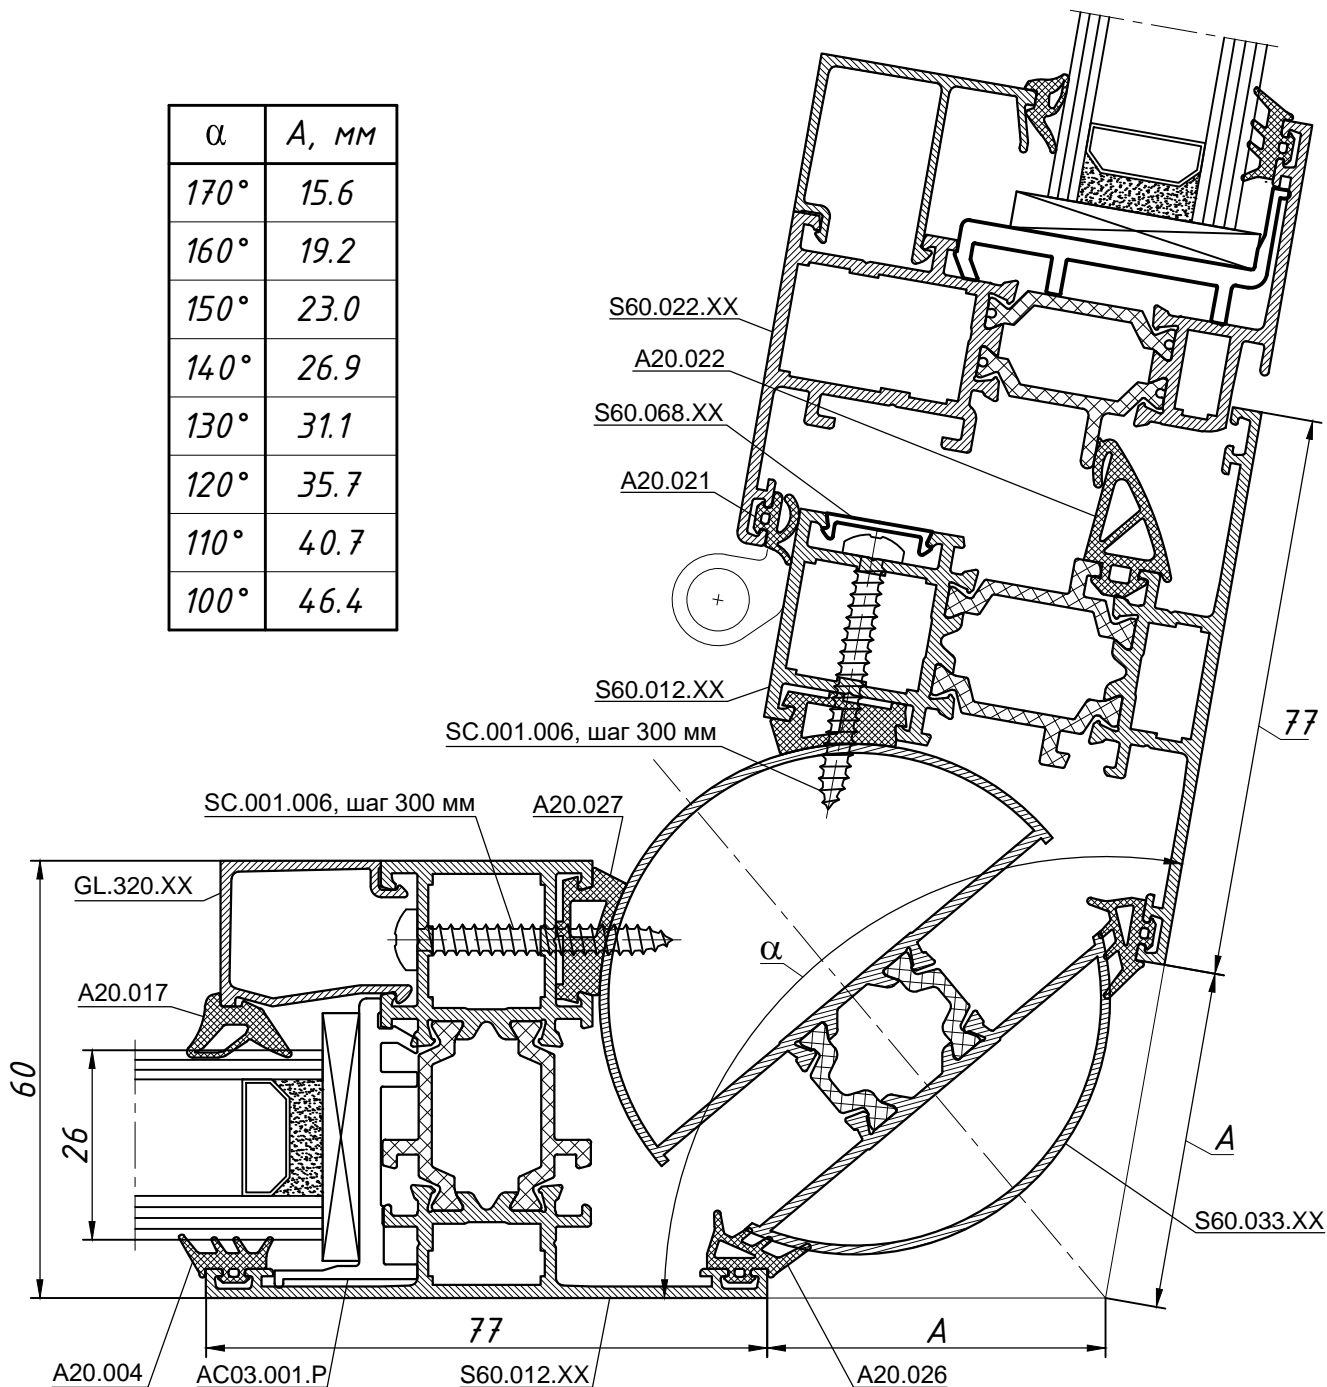 α A, мм
170° 15.6
160° 19.2
150° 23.0
140° 26.9
130° 31.1
120° 35.7
110° 40.7
100° 46.4
S60.022.XX
A20.022
S60.068.XX
A20.021
S60.012.XX
SC.001.006, шаг 300 мм
77
SC.001.006, шаг 300 мм
A20.027
GL.320.XX
α
A20.017
60
26
A
S60.033.XX
77
A
A20.004
AC03.001.P
S60.012.XX
A20.026